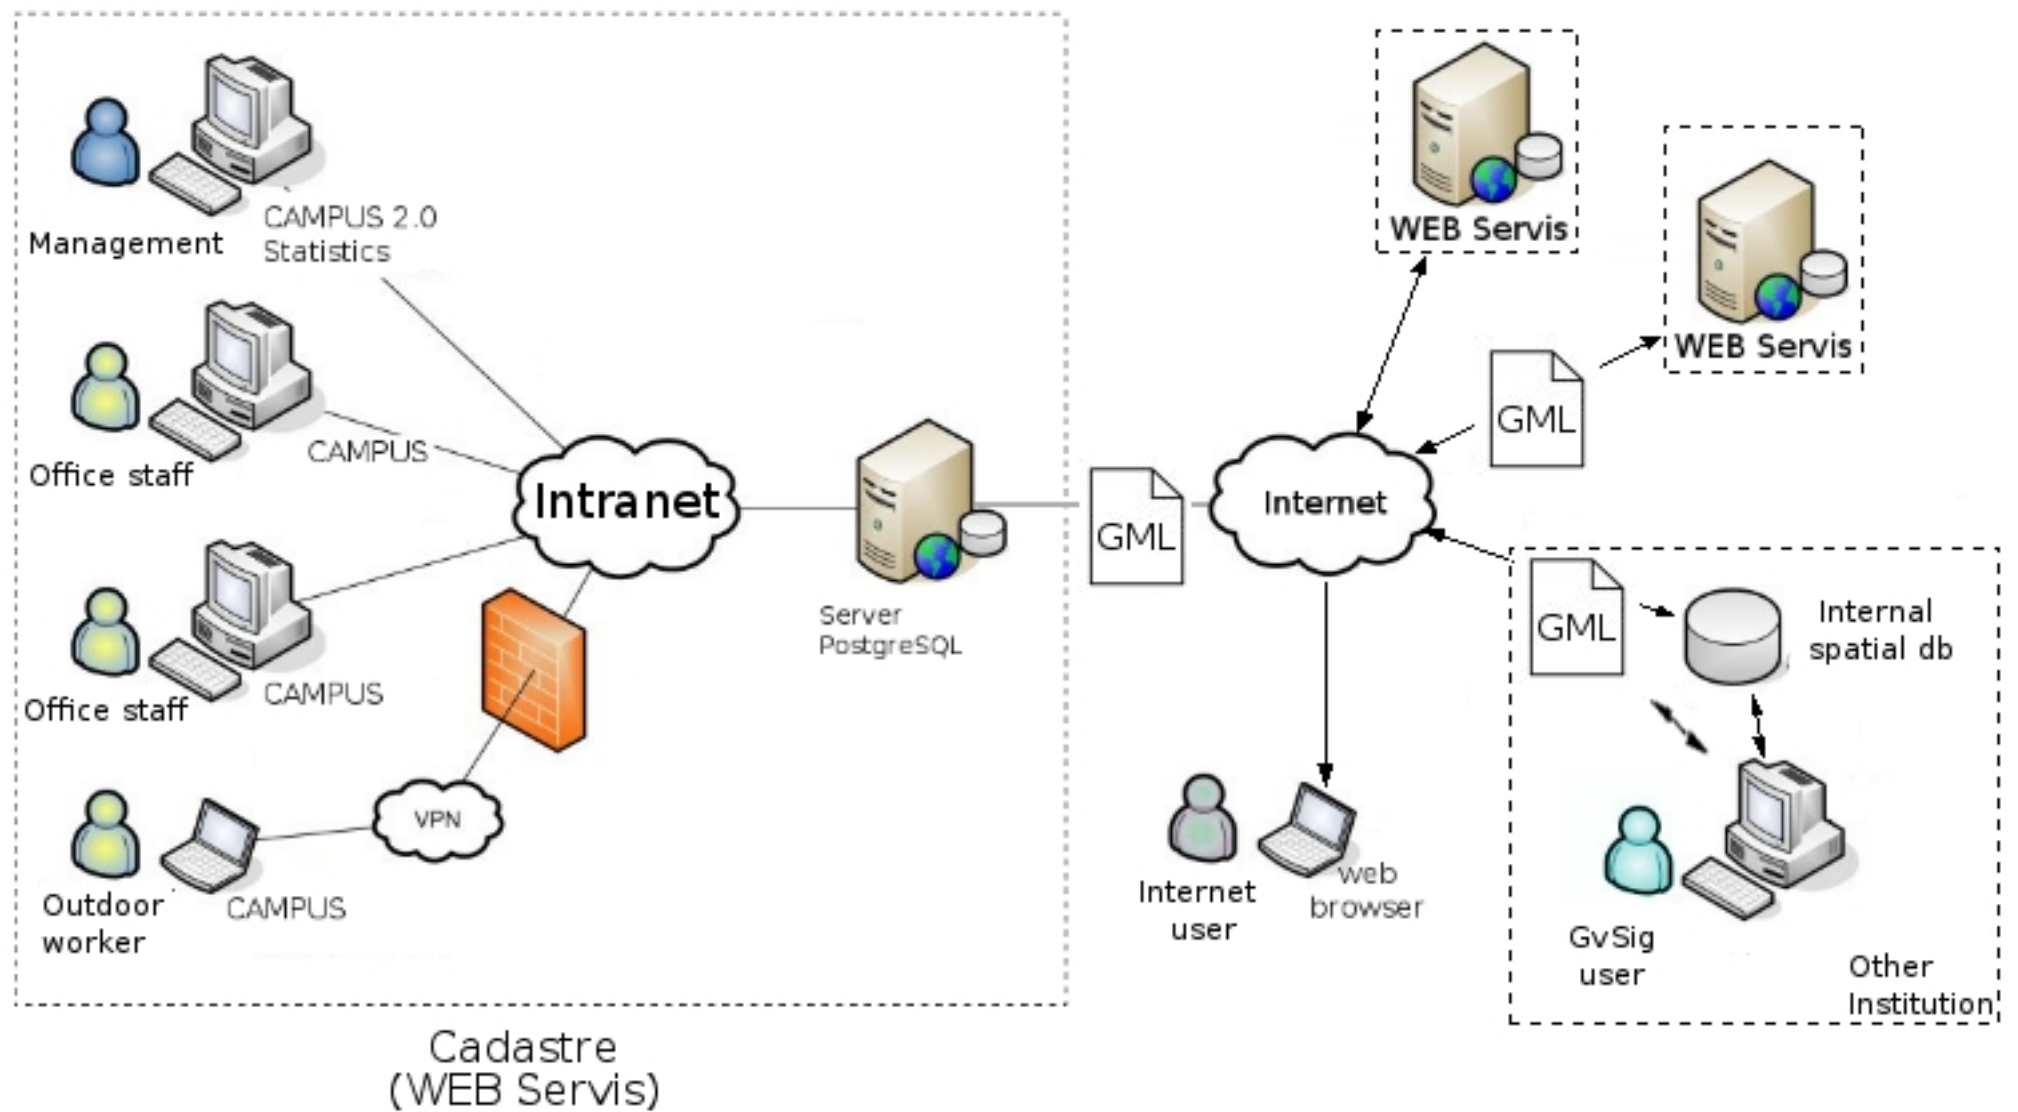 CAMPUS 2.0
Statistics
Management
CAMPUS
Office staff
CAMPUS
Office staff
CAMPUS
Outdoor
worker
VPN
Intranet
Server
PostgreSQL
Cadastre
(WEB Servis)
GML
Internet
WEB Servis
WEB Servis
GML
GML
Internal
spatial db
web
browser
Internet
user
GvSig
user
Other
Institution